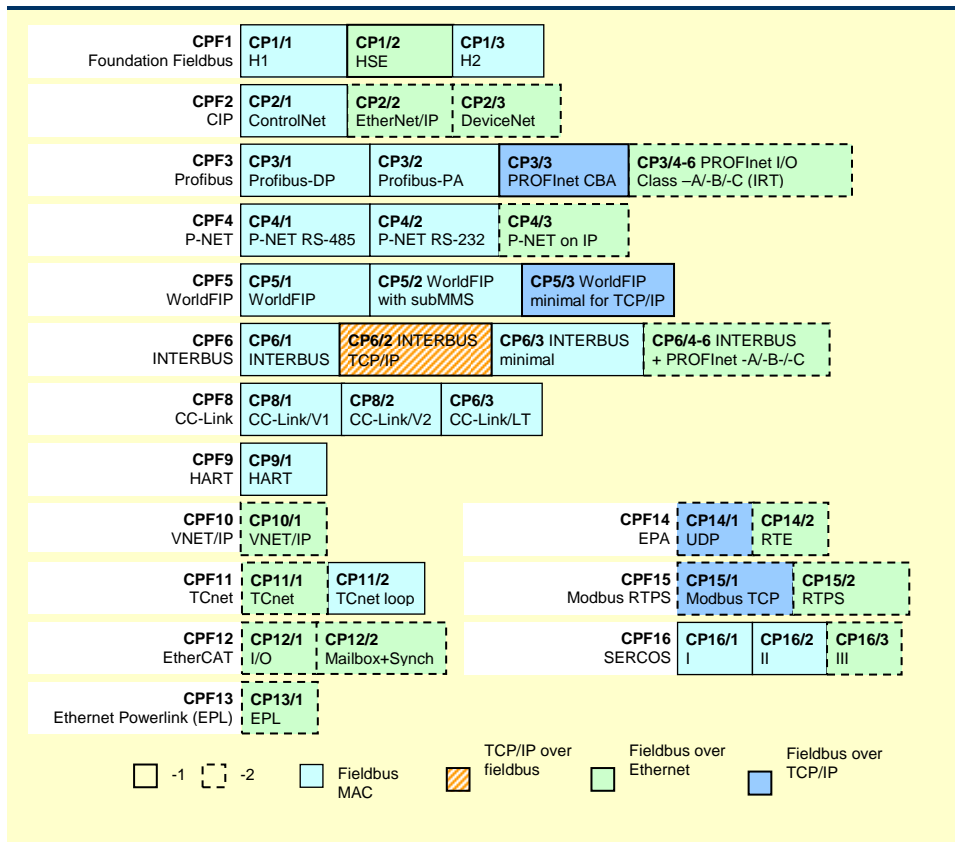 CPF1
Foundation Fieldbus
CP1/1
H1
CP1/2
HSE
CP1/3
H2
CPF2
CIP
CP2/1
ControlNet
CP2/2
EtherNet/IP
CP2/3
DeviceNet
CPF3
Profibus
CP3/1
Profibus-DP
CP3/2
Profibus-PA
CP3/3
PROFInet CBA
CP3/4-6 PROFInet I/O
Class –A/-B/-C (IRT)
CPF4
P-NET
CP4/1
P-NET RS-485
CP4/2
P-NET RS-232
CP4/3
P-NET on IP
CPF5
WorldFIP
CP5/1
WorldFIP
CP5/2 WorldFIP
with subMMS
CP5/3 WorldFIP
minimal for TCP/IP
CPF6
INTERBUS
CP6/1
INTERBUS
CP6/2 INTERBUS
TCP/IP
CP6/3 INTERBUS
minimal
CP6/4-6 INTERBUS
+ PROFInet -A/-B-/-C
CPF8
CC-Link
CP8/1
CC-Link/V1
CP8/2
CC-Link/V2
CP6/3
CC-Link/LT
CPF9
HART
CP9/1
HART
CPF10
VNET/IP
CP10/1
VNET/IP
CPF14
EPA
CP14/1
UDP
CP14/2
RTE
CPF11
TCnet
CP11/1
TCnet
CP11/2
TCnet loop
CPF15
Modbus RTPS
CP15/1
Modbus TCP
CP15/2
RTPS
CPF12
EtherCAT
CP12/1
I/O
CP12/2
Mailbox+Synch
CPF16
SERCOS
CP16/1
I
CP16/2
II
CP16/3
III
CPF13
Ethernet Powerlink (EPL)
CP13/1
EPL
-1
-2
Fieldbus
MAC
TCP/IP over
fieldbus
Fieldbus over
Ethernet
Fieldbus over
TCP/IP